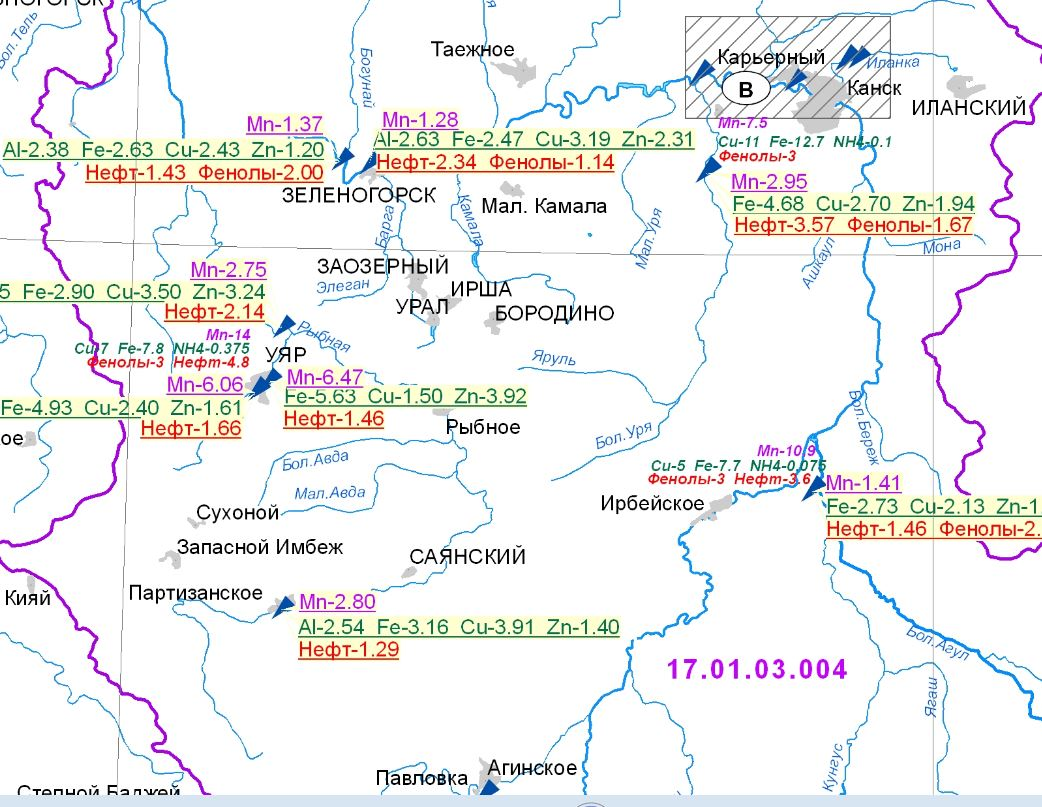 Бол.Тель
Таежное
Богунай
Карьерный
Иланка
В
Канск
ИЛАНСКИЙ
Mn-1.37
Al-2.38 Fe-2.63 Cu-2.43 Zn-1.20
Нефт-1.43 Фенолы-2.00
Mn-1.28
Al-2.63 Fe-2.47 Cu-3.19 Zn-2.31
Нефт-2.34 Фенолы-1.14
Mn-7.5
Cu-11 Fe-12.7 NH4-0.1
Фенолы-3
Mn-2.95
Fe-4.68 Cu-2.70 Zn-1.94
Нефт-3.57 Фенолы-1.67
ЗЕЛЕНОГОРСК
Мал. Камала
Барга
Камала
Мал.Уря
Ашкаул
Мона
Mn-2.75
5 Fe-2.90 Cu-3.50 Zn-3.24
Нефт-2.14
ЗАОЗЕРНЫЙ
Элеган
ИРША
УРАЛ
БОРОДИНО
Рыбная
Mn-14
Cu-7 Fe-7.8 NH4-0.375
Фенолы-3 Нефт-4.8
УЯР
Яруль
Mn-6.06
Fe-4.93 Cu-2.40 Zn-1.61
Нефт-1.66
Mn-6.47
Fe-5.63 Cu-1.50 Zn-3.92
Нефт-1.46
ое
Рыбное
Бол.Уря
Бол.Береж
Бол.Авда
Мал.Авда
Mn-10.9
Cu-5 Fe-7.7 NH4-0.075
Фенолы-3 Нефт-3.6
Mn-1.41
Fe-2.73 Cu-2.13 Zn-1
Нефт-1.46 Фенолы-2.
Ирбейское
Сухоной
Запасной Имбеж
САЯНСКИЙ
Кияй
Партизанское
Mn-2.80
Al-2.54 Fe-3.16 Cu-3.91 Zn-1.40
Нефт-1.29
Бол.Агул
17.01.03.004
Ягаш
Кунгус
Павловка
Агинское
Степной Баджей